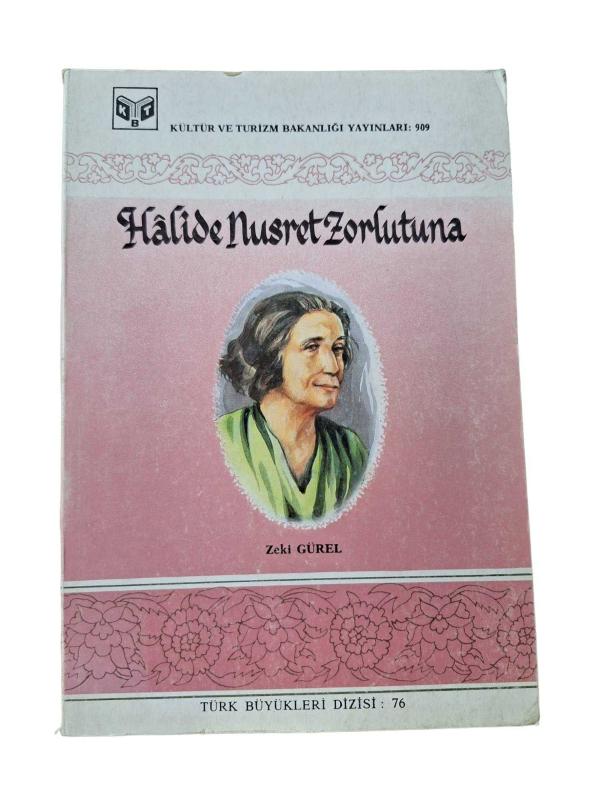 K B T
KÜLTÜR VE TURİZM BAKANLIĞI YAYINLARI: 909
Hâlide Nusret Zorlutuna
Zeki GÜREL
TÜRK BÜYÜKLERİ DİZİSİ : 76